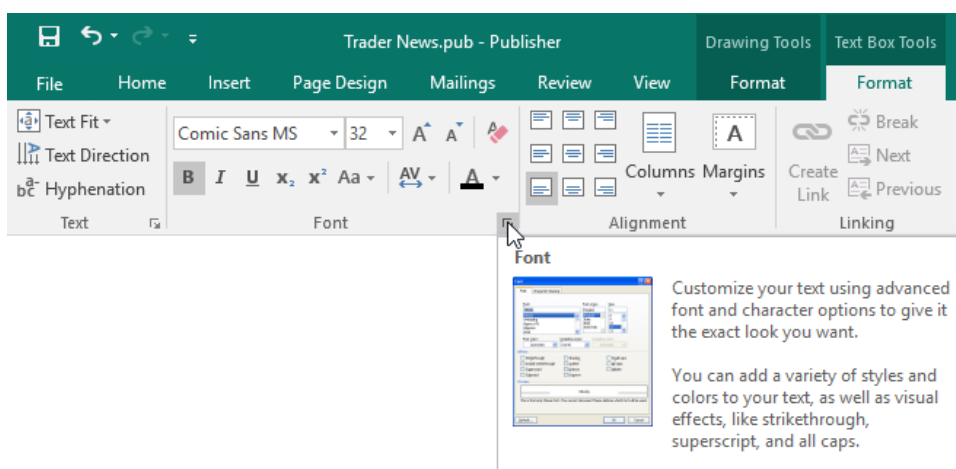 Trader News.pub - Publisher Drawing Tools Text Box Tools
File Home Insert Page Design Mailings Review View Format Format
Text Fit
Text Direction
Hyphenation
Text
Comic Sans MS 32 A A A
B I U x₂ x² Aa AV A
Font
Columns Margins
Alignment
Create Link
Break
Next
Previous
Linking
Font
Customize your text using advanced
font and character options to give it
the exact look you want.
You can add a variety of styles and
colors to your text, as well as visual
effects, like strikethrough,
superscript, and all caps.